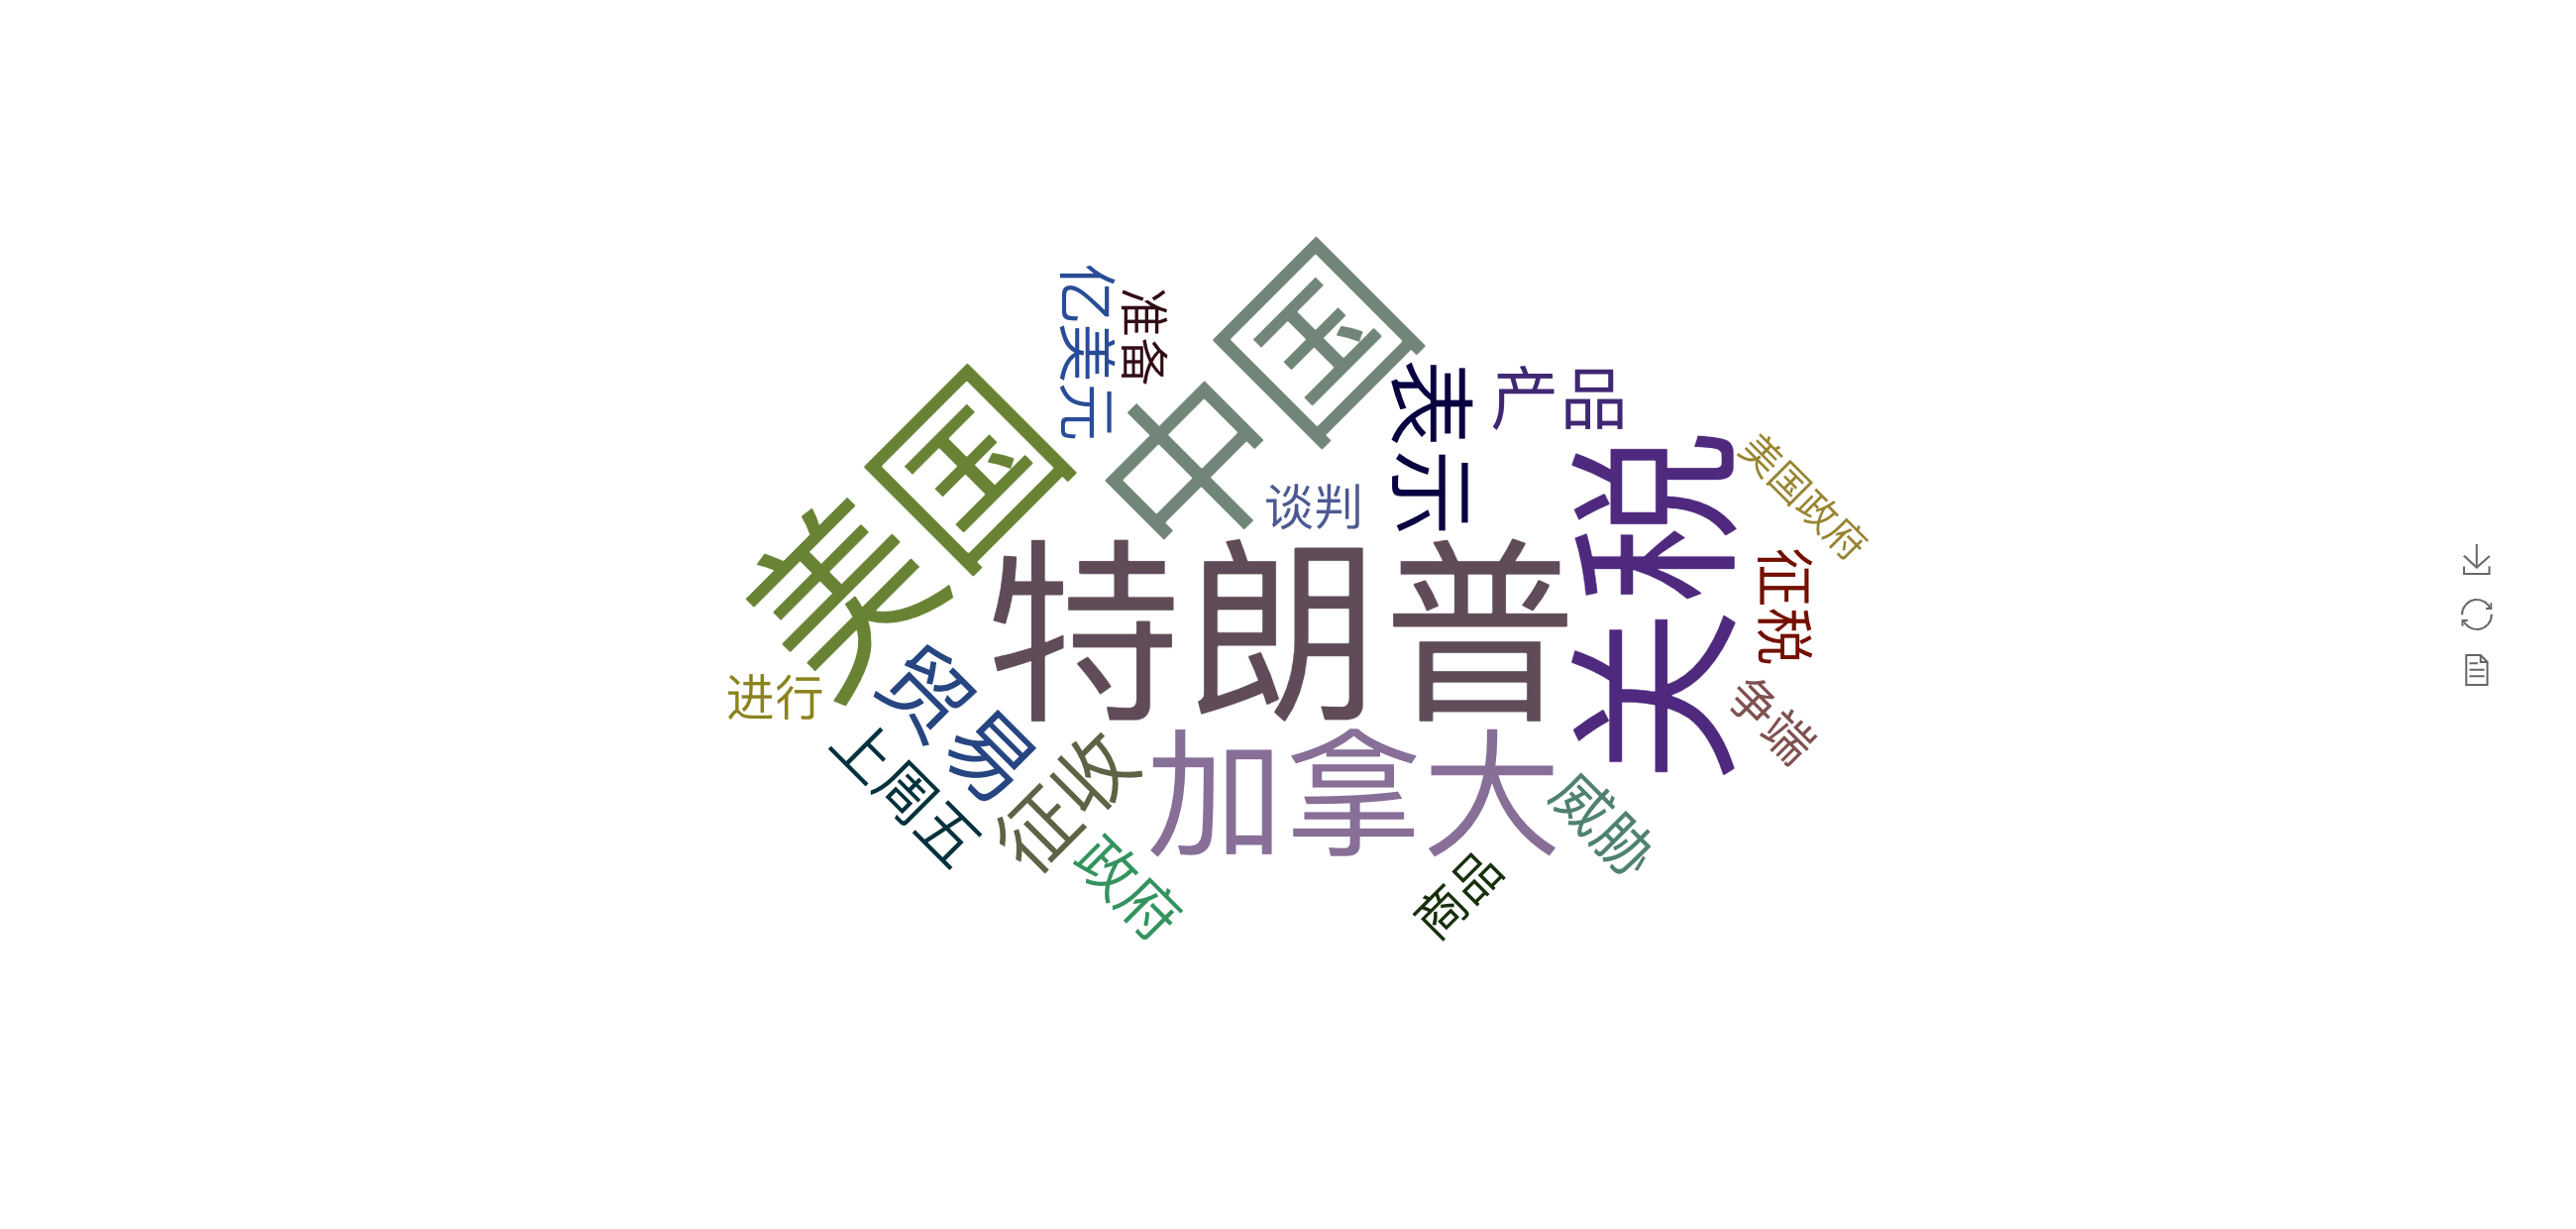 亿美元
准备
中国
美国
表示
产品
谈判
关税
美国政府
特朗普
征税
进行
贸易
争端
上周五
征收
加拿大
威胁
政府
商品